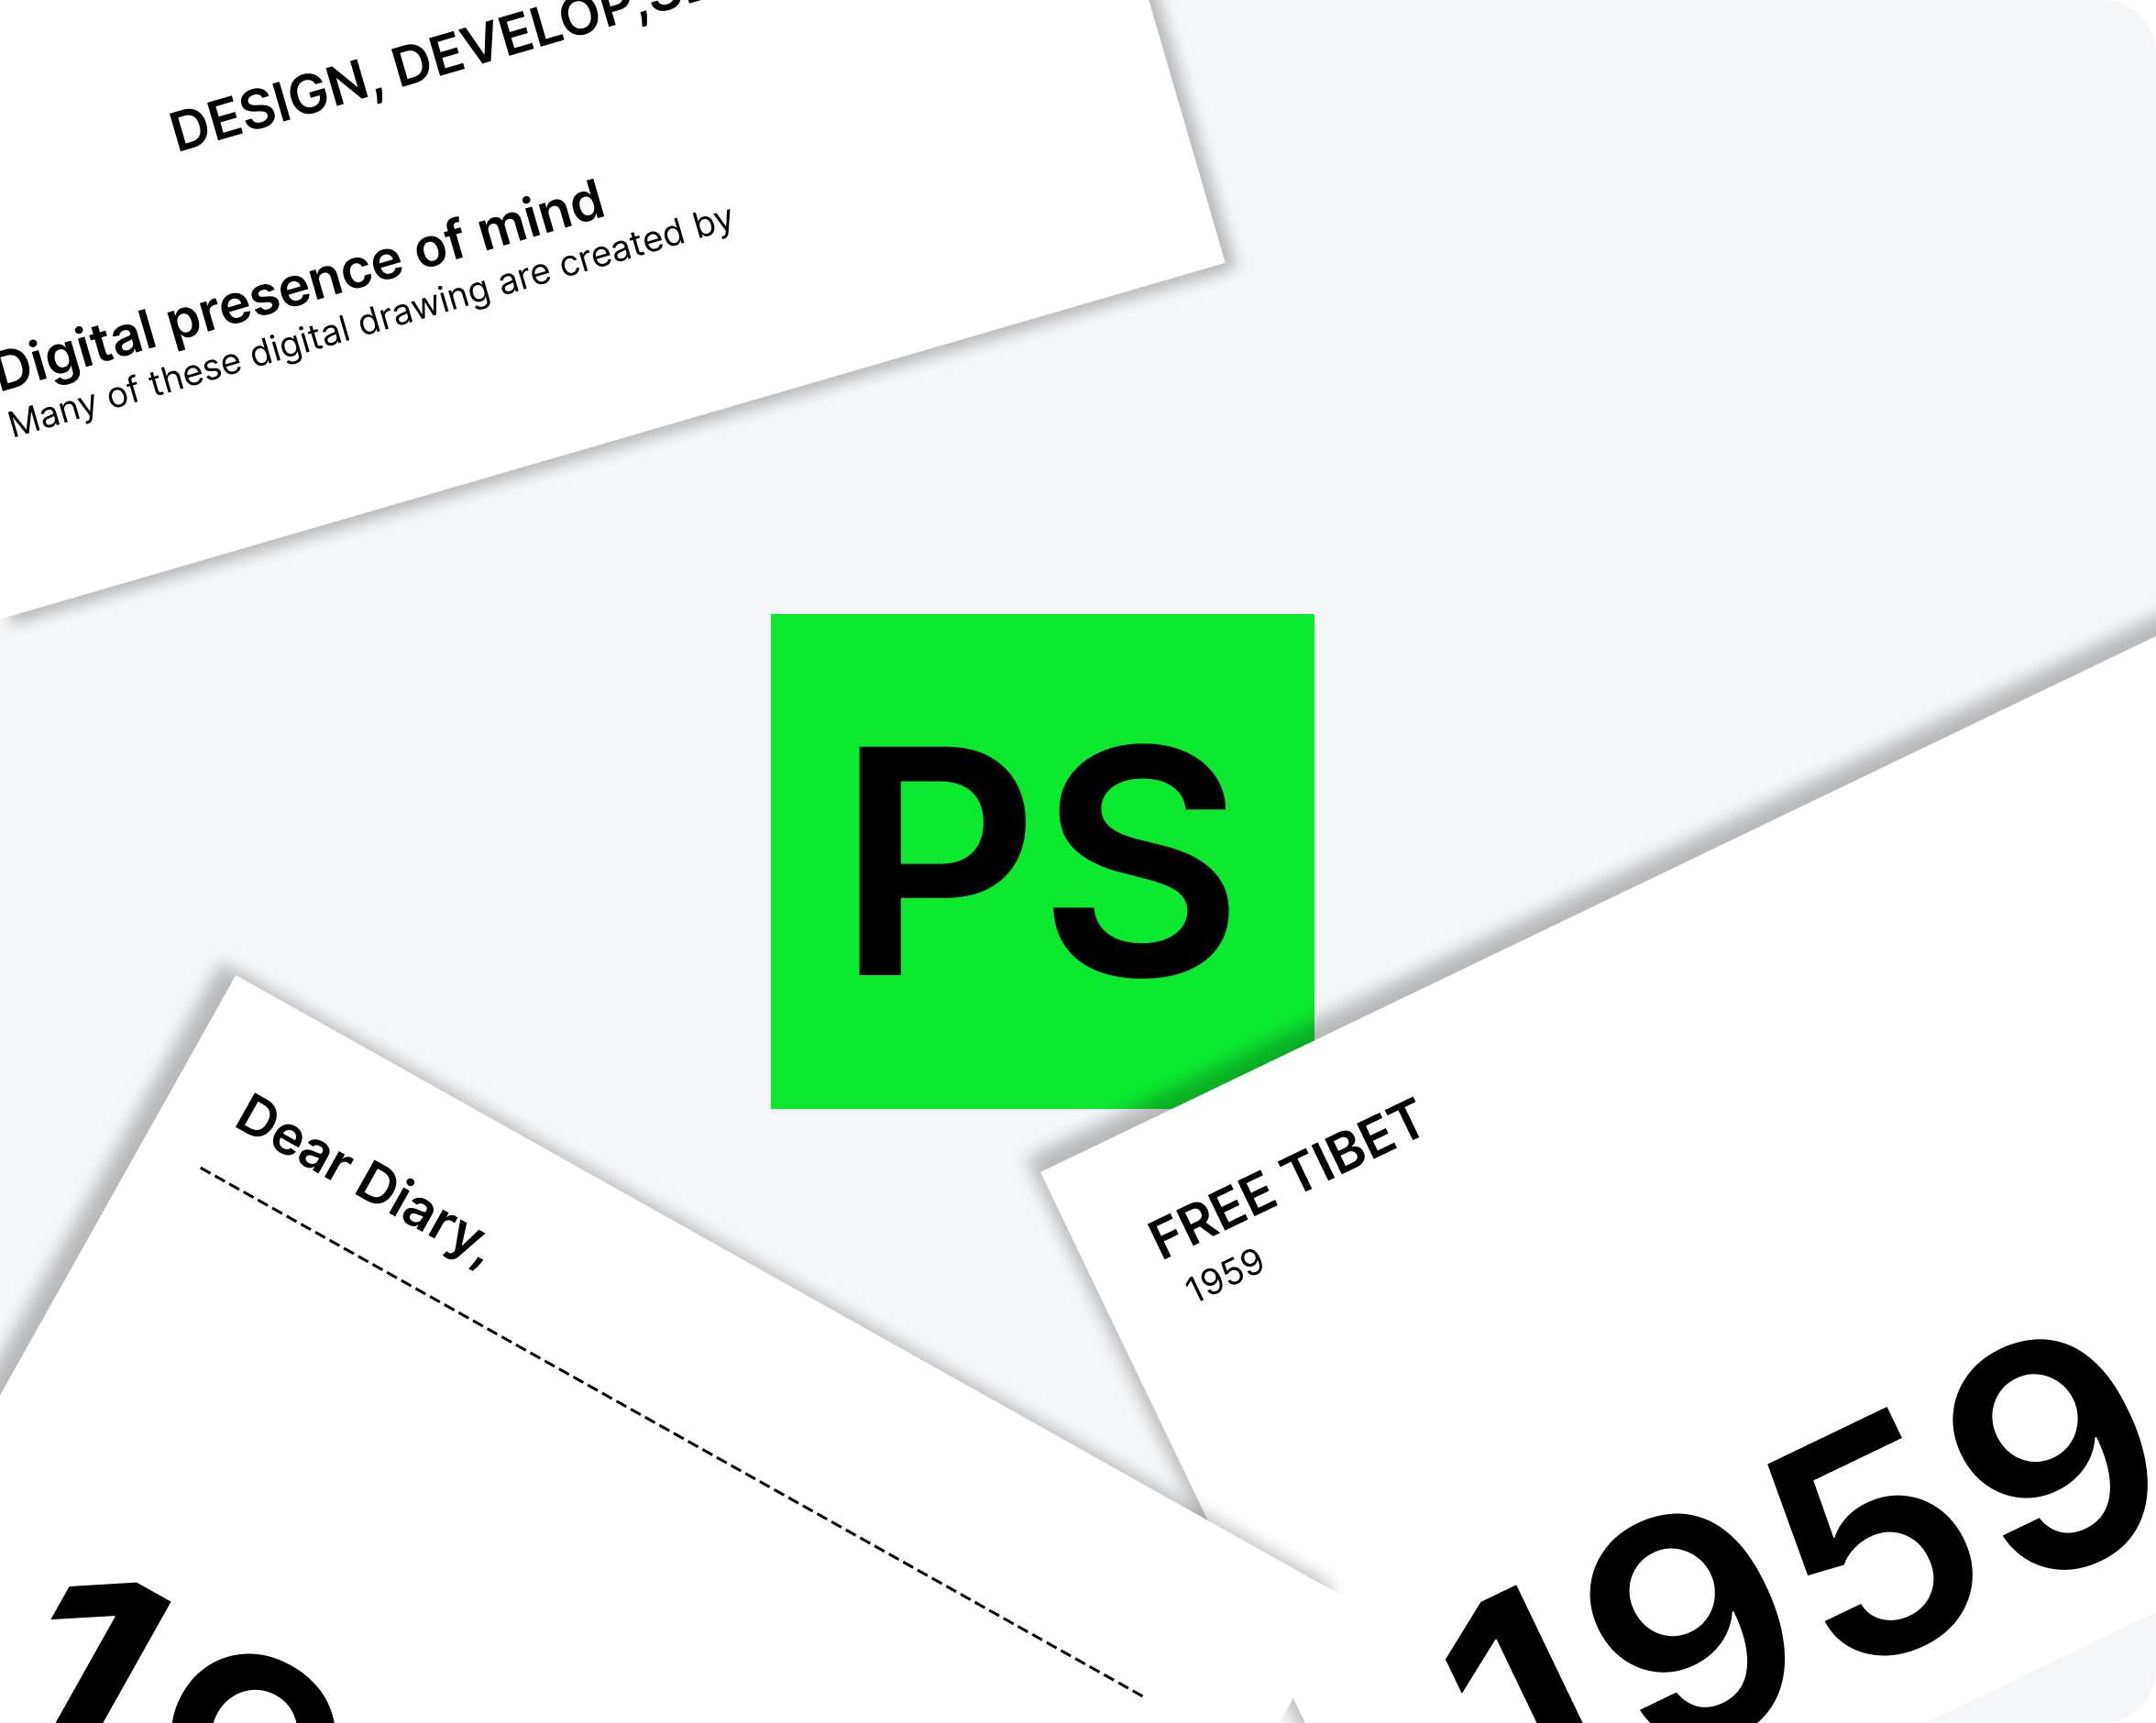 DESIGN, DEVELOP,
Digital presence of mind
Many of these digital drawing are created by
PS
Dear Diary,
FREE TIBET
1959
1959